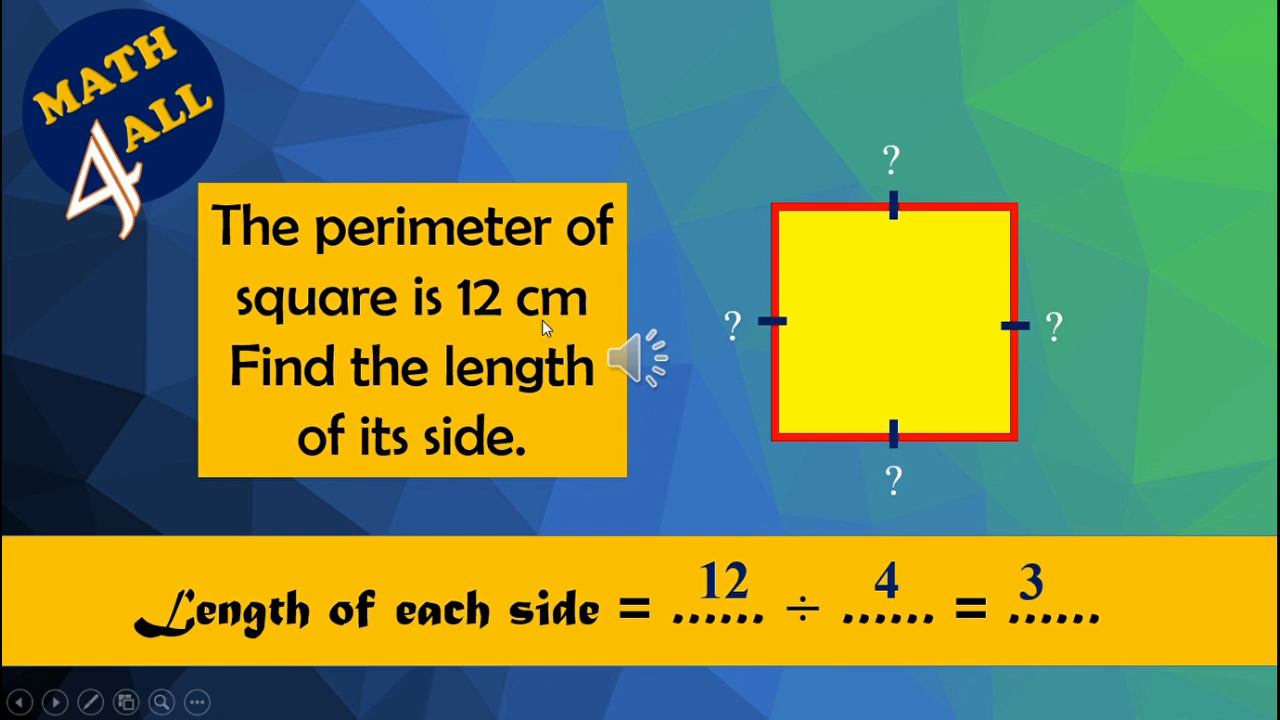 MATH
4 ALL
The perimeter of
square is 12 cm
Find the length
of its side.
?
? ?
?
Length of each side = 12 ÷ 4 = 3